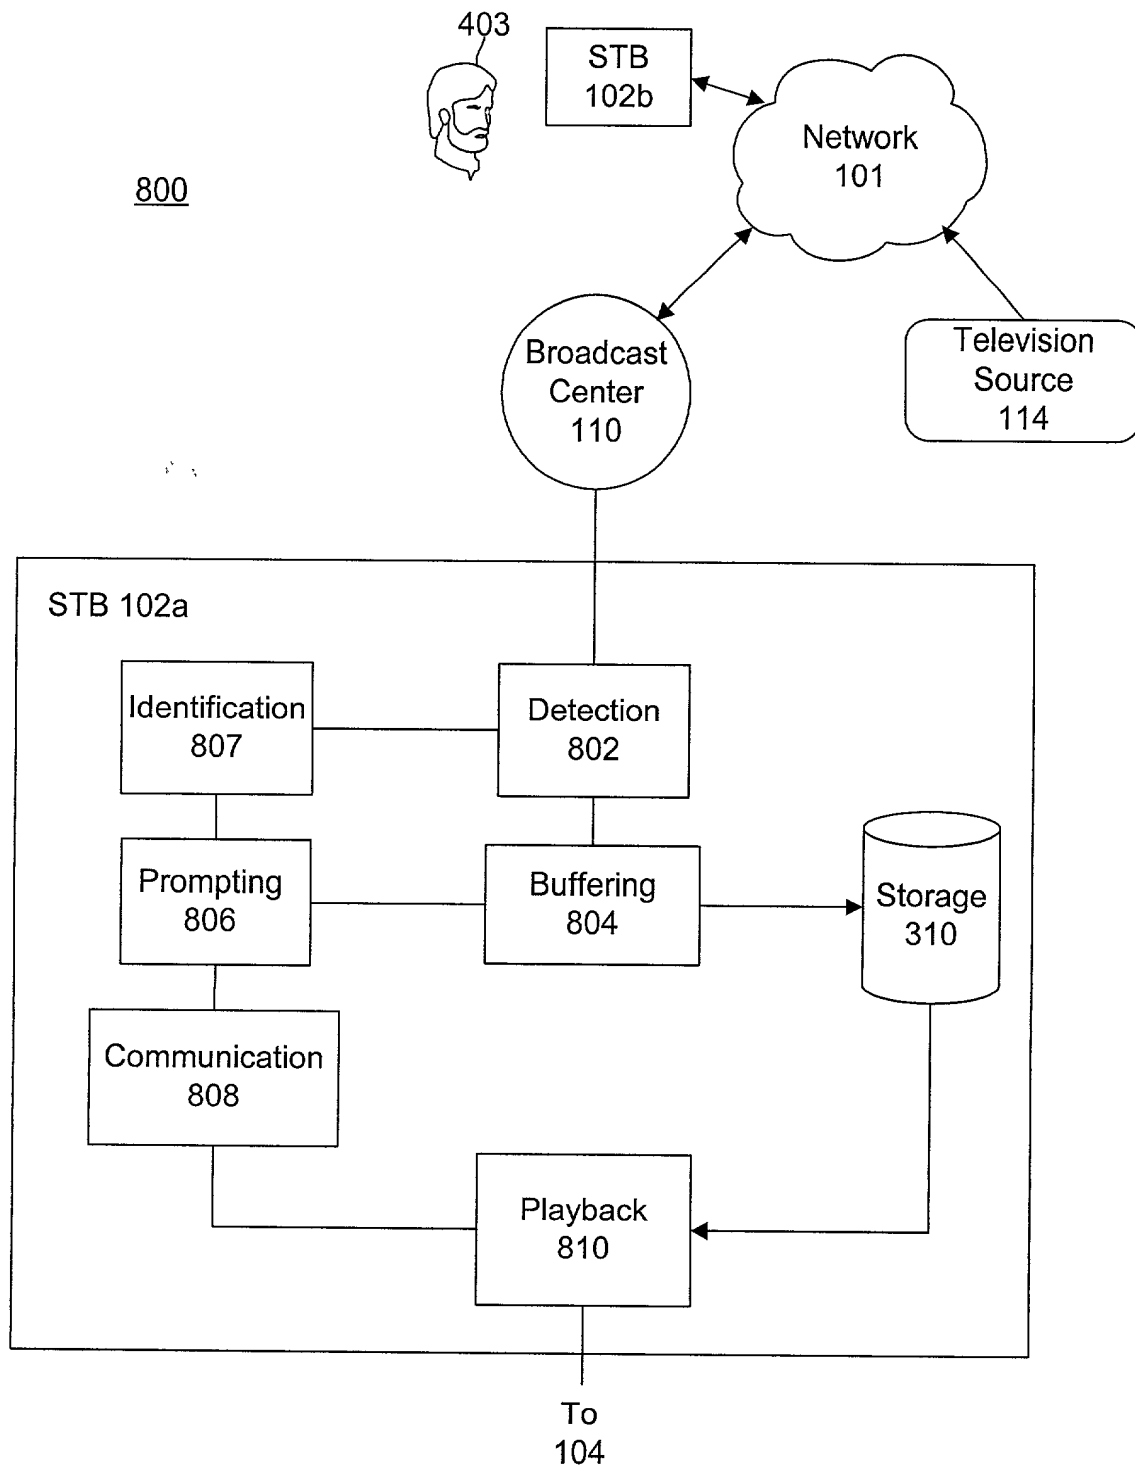 403
STB
102b
Network
101
800
Broadcast
Center
110
Television
Source
114
STB 102a
Identification
807
Detection
802
Prompting
806
Buffering
804
Storage
310
Communication
808
Playback
810
To
104